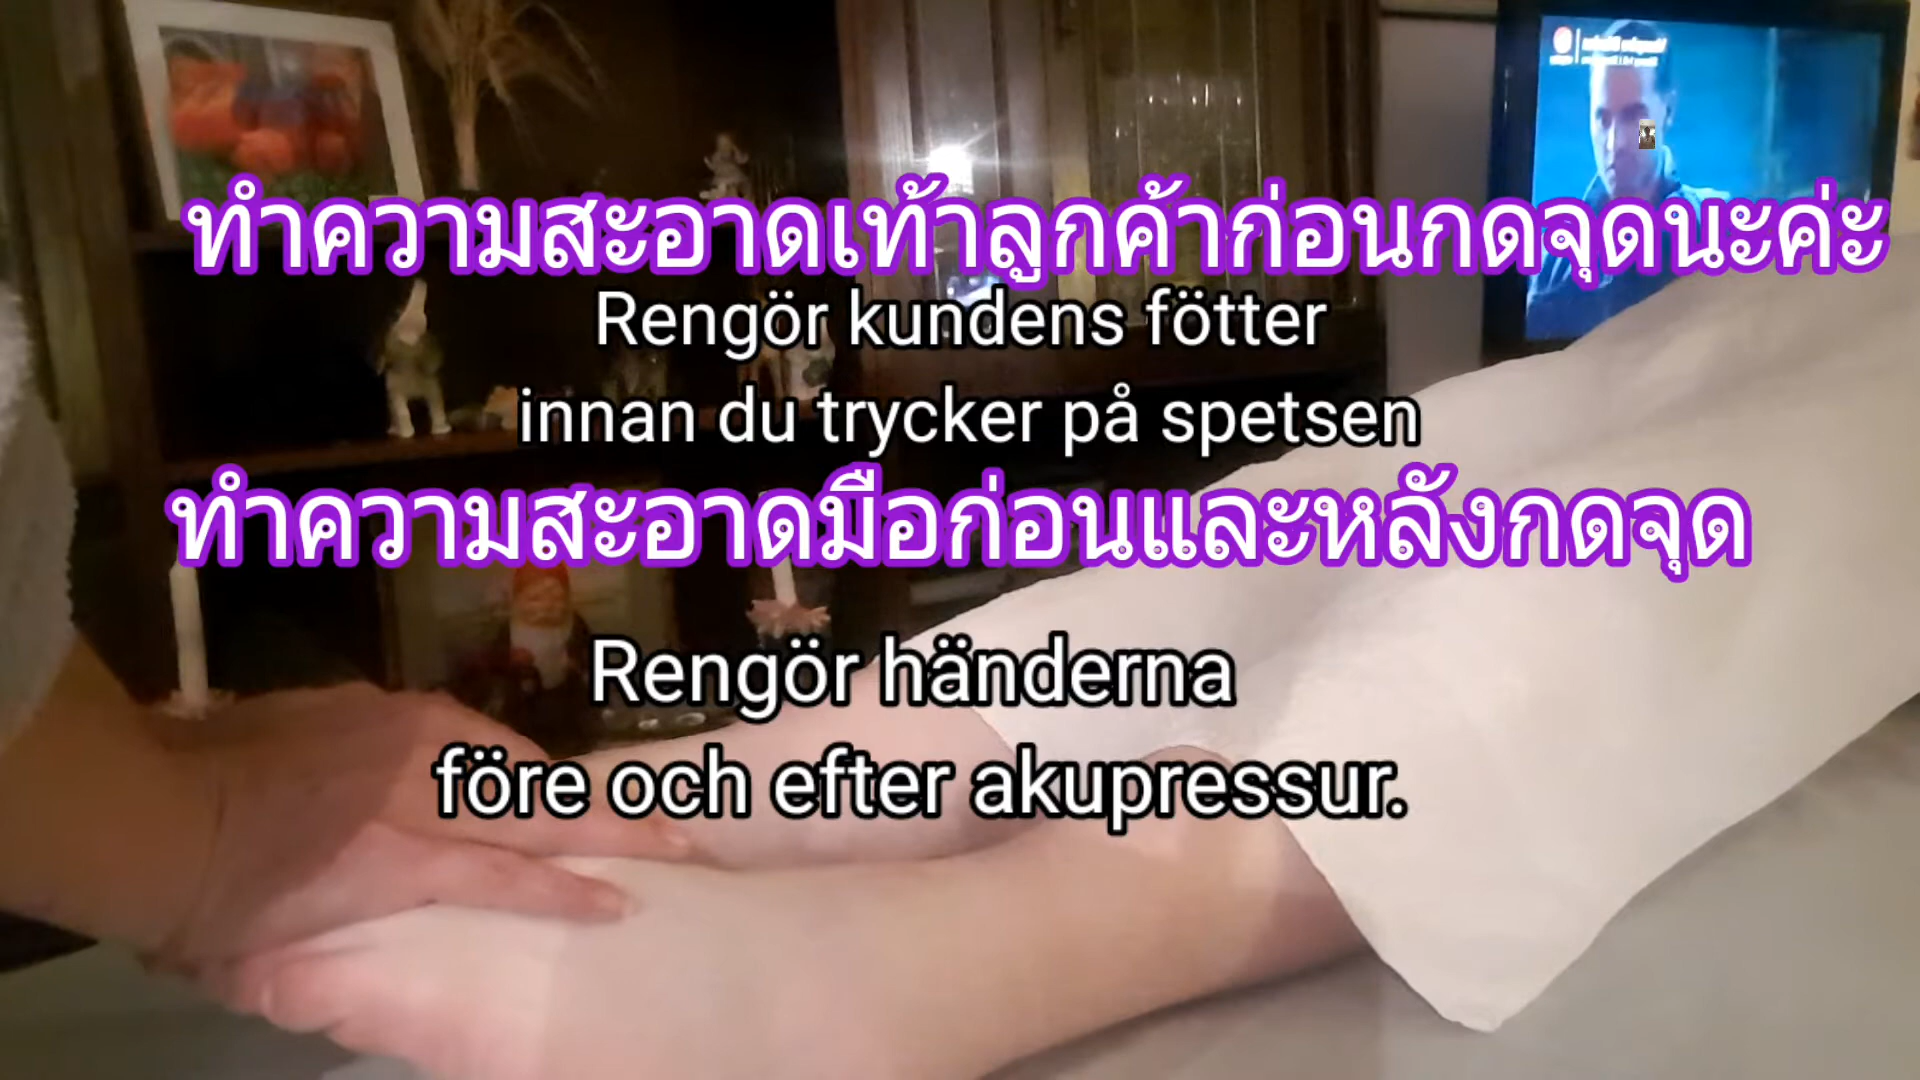 ทำความสะอาดเท้าลูกค้าก่อนกดจุดนะค่ะ
Rengör kundens fötter
innan du trycker på spetsen
ทำความสะอาดมือก่อนและหลังกดจุด
Rengör händerna
före och efter akupressur.